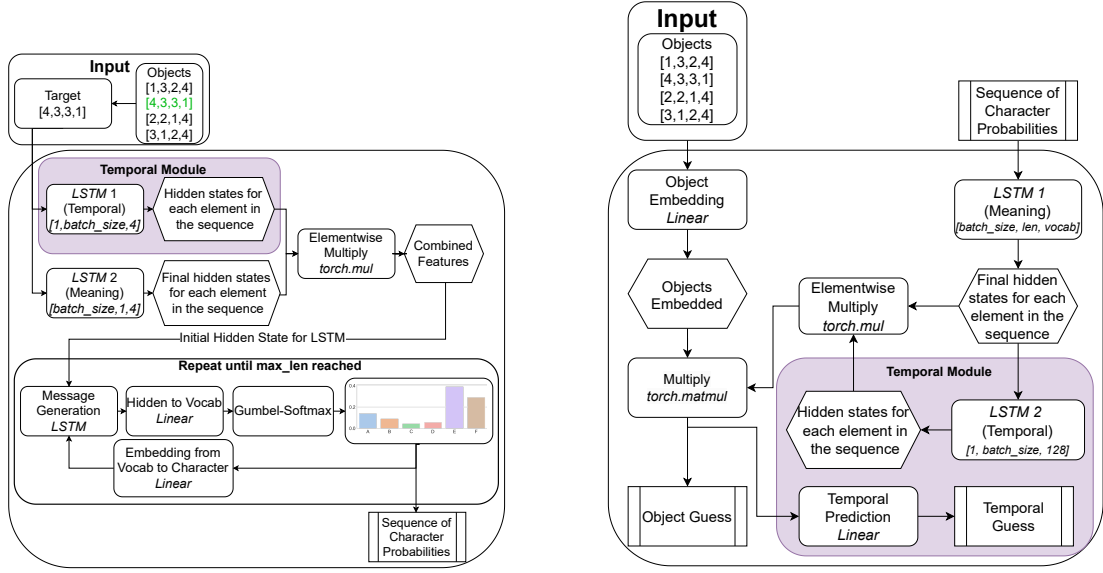 Input
Target
[4,3,3,1]
Objects
[1,3,2,4]
[4,3,3,1]
[2,2,1,4]
[3,1,2,4]
Temporal Module
LSTM 1
(Temporal)
[1,batch_size,4]
Hidden states for
each element in
the sequence
LSTM 2
(Meaning)
[batch_size,1,4]
Final hidden states
for each element
in the sequence
Elementwise
Multiply
torch.mul
Combined
Features
Initial Hidden State for LSTM
Repeat until max_len reached
Message
Generation
LSTM
Hidden to Vocab
Linear
Gumbel-Softmax
0.4
0.2
0.0
A B C D E F
Embedding from
Vocab to Character
Linear
Sequence of
Character
Probabilities
Input
Objects
[1,3,2,4]
[4,3,3,1]
[2,2,1,4]
[3,1,2,4]
Sequence of
Character
Probabilities
Object
Embedding
Linear
LSTM 1
(Meaning)
[batch_size, len, vocab]
Objects
Embedded
Elementwise
Multiply
torch.mul
Final hidden
states for each
element in the
sequence
Multiply
torch.matmul
Temporal Module
Hidden states for
each element in
the sequence
LSTM 2
(Temporal)
[1, batch_size, 128]
Object Guess
Temporal
Prediction
Linear
Temporal
Guess